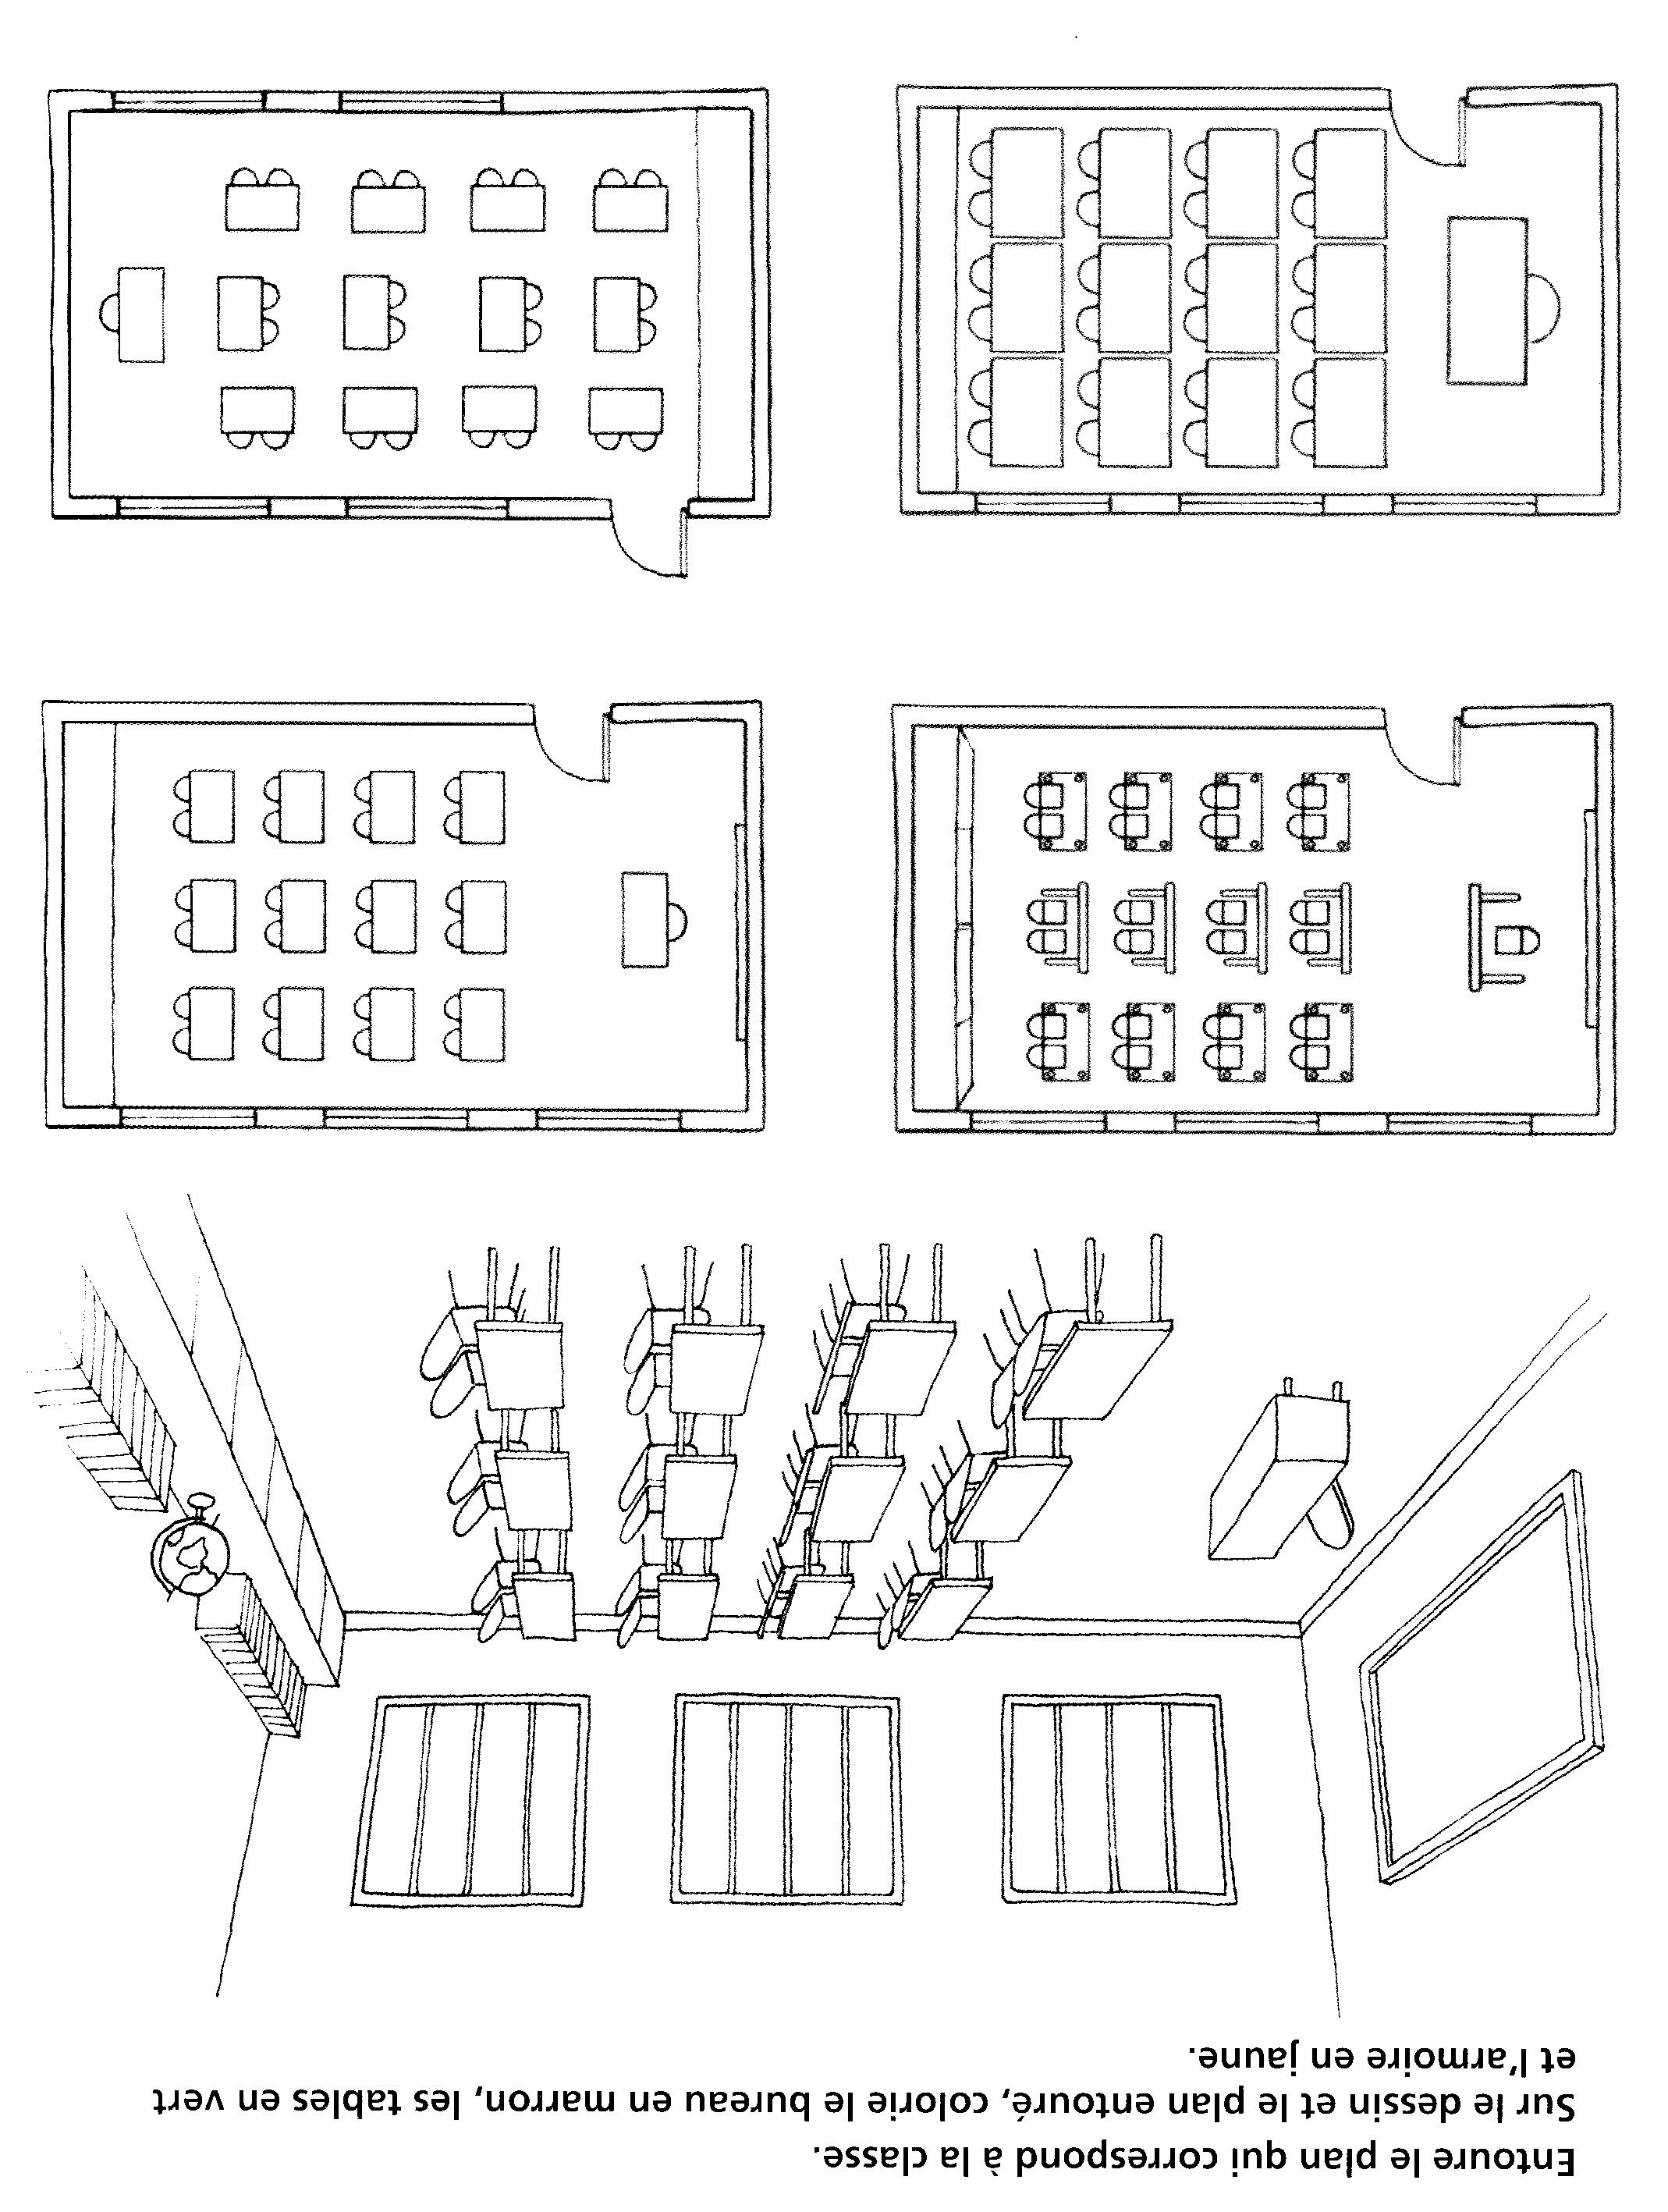 Entoure le plan qui correspond à la classe.
Sur le dessin et le plan entouré, colorie le bureau en marron, les tables en vert
et l'armoire en jaune.